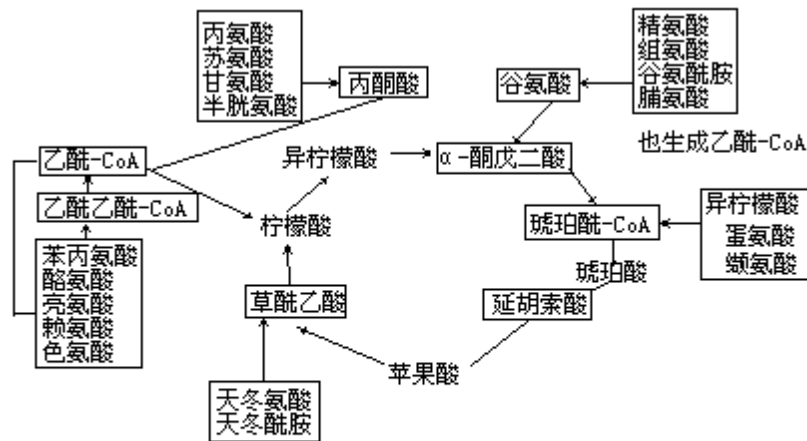 丙氨酸
苏氨酸
甘氨酸
半胱氨酸
丙酮酸
谷氨酸
精氨酸
组氨酸
谷氨酰胺
脯氨酸
也生成乙酰-CoA
乙酰-CoA
异柠檬酸
α-酮戊二酸
乙酰乙酰-CoA
柠檬酸
琥珀酰-CoA
异柠檬酸
蛋氨酸
缬氨酸
苯丙氨酸
酪氨酸
亮氨酸
赖氨酸
色氨酸
琥珀酸
草酰乙酸
延胡索酸
苹果酸
天冬氨酸
天冬酰胺